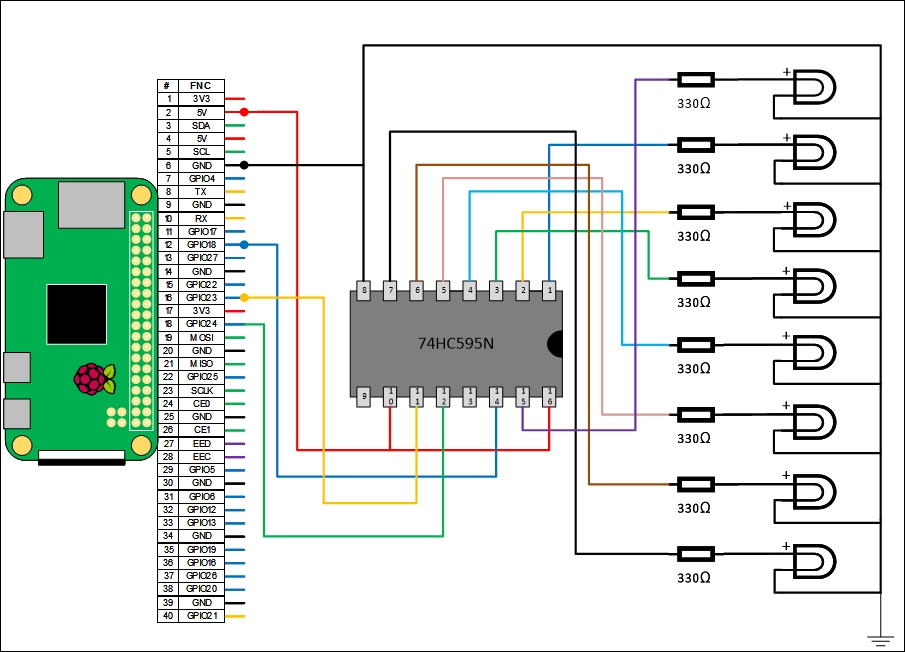 # FNC
1 3V3
2 5V
3 SDA
4 5V
5 SCL
6 GND
7 GPIO4
8 TX
9 GND
10 RX
11 GPIO17
12 GPIO18
13 GPIO27
14 GND
15 GPIO22
16 GPIO23
17 3V3
18 GPIO24
19 MOSI
20 GND
21 MISO
22 GPIO25
23 SCLK
24 CE0
25 GND
26 CE1
27 EED
28 EEC
29 GPIO5
30 GND
31 GPIO6
32 GPIO12
33 GPIO13
34 GND
35 GPIO19
36 GPIO16
37 GPIO26
38 GPIO20
39 GND
40 GPIO21
8 7 6 5 4 3 2 1
74HC595N
9 10 11 12 13 14 15 16
+
330Ω
+
330Ω
+
330Ω
+
330Ω
+
330Ω
+
330Ω
+
330Ω
+
330Ω